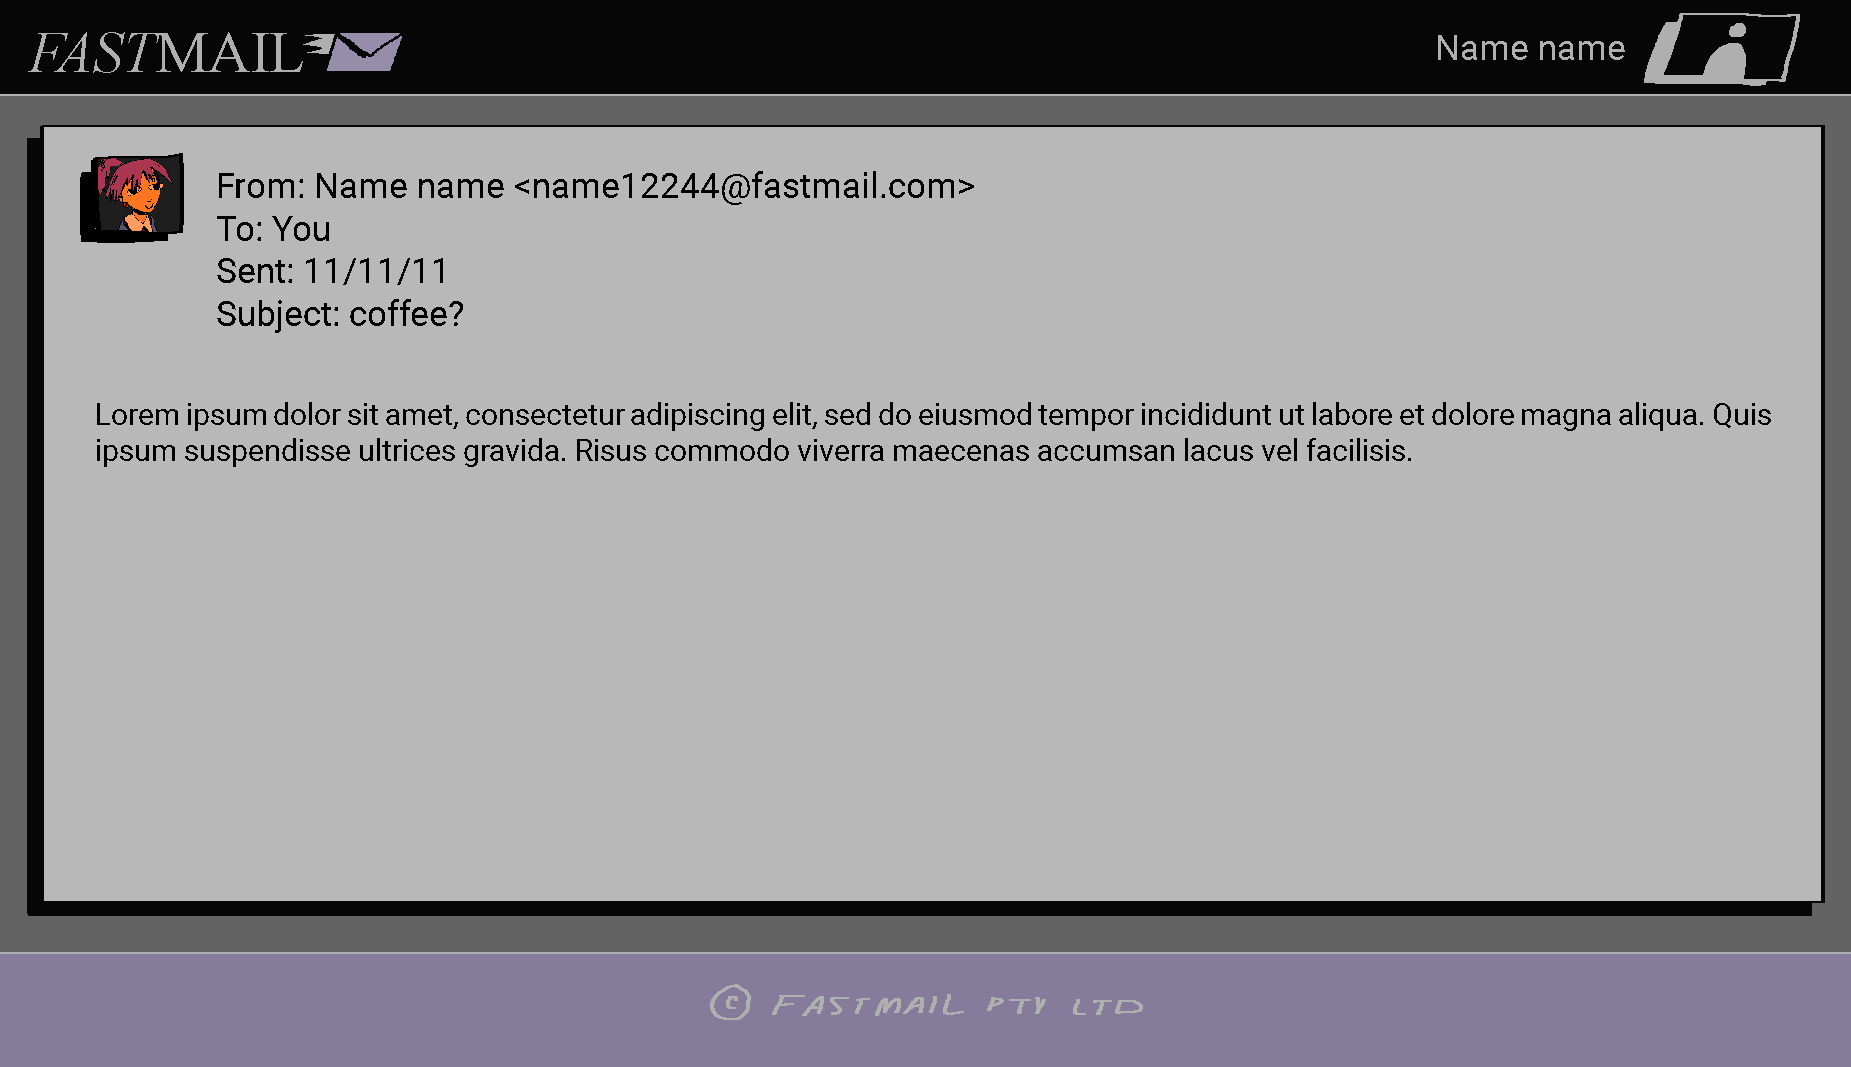 FASTMAIL
Name name
From: Name name <name12244@fastmail.com>
To: You
Sent: 11/11/11
Subject: coffee?
Lorem ipsum dolor sit amet, consectetur adipiscing elit, sed do eiusmod tempor incididunt ut labore et dolore magna aliqua. Quis
ipsum suspendisse ultrices gravida. Risus commodo viverra maecenas accumsan lacus vel facilisis.
© FASTMAIL PTY LTD